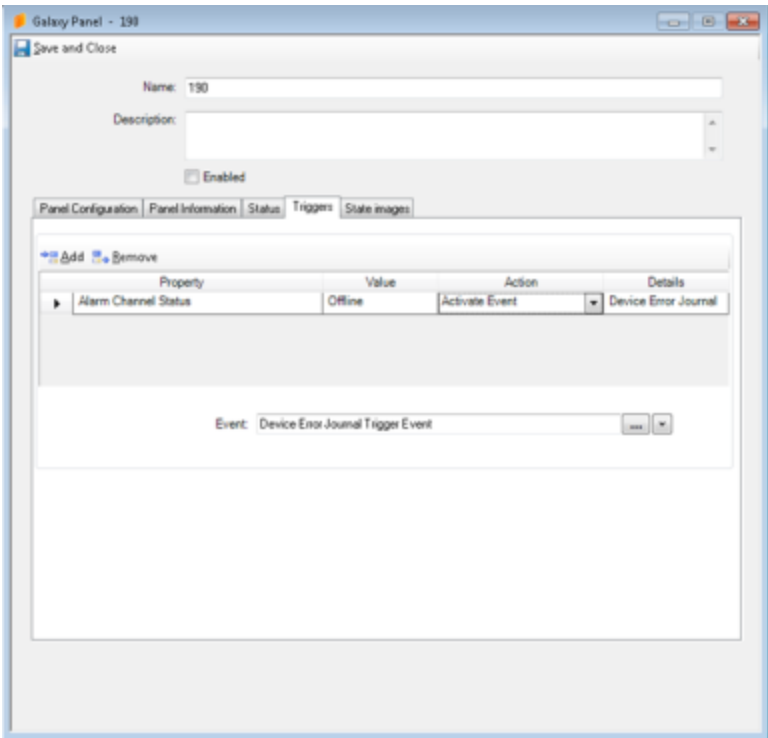 Galaxy Panel - 190
Save and Close
Name: 190
Description:
Enabled
Panel Configuration Panel Information Status Triggers State images
Add Remove
Property Value Action Details
Alarm Channel Status Offline Activate Event Device Error Journal
Event: Device Error Journal Trigger Event ...